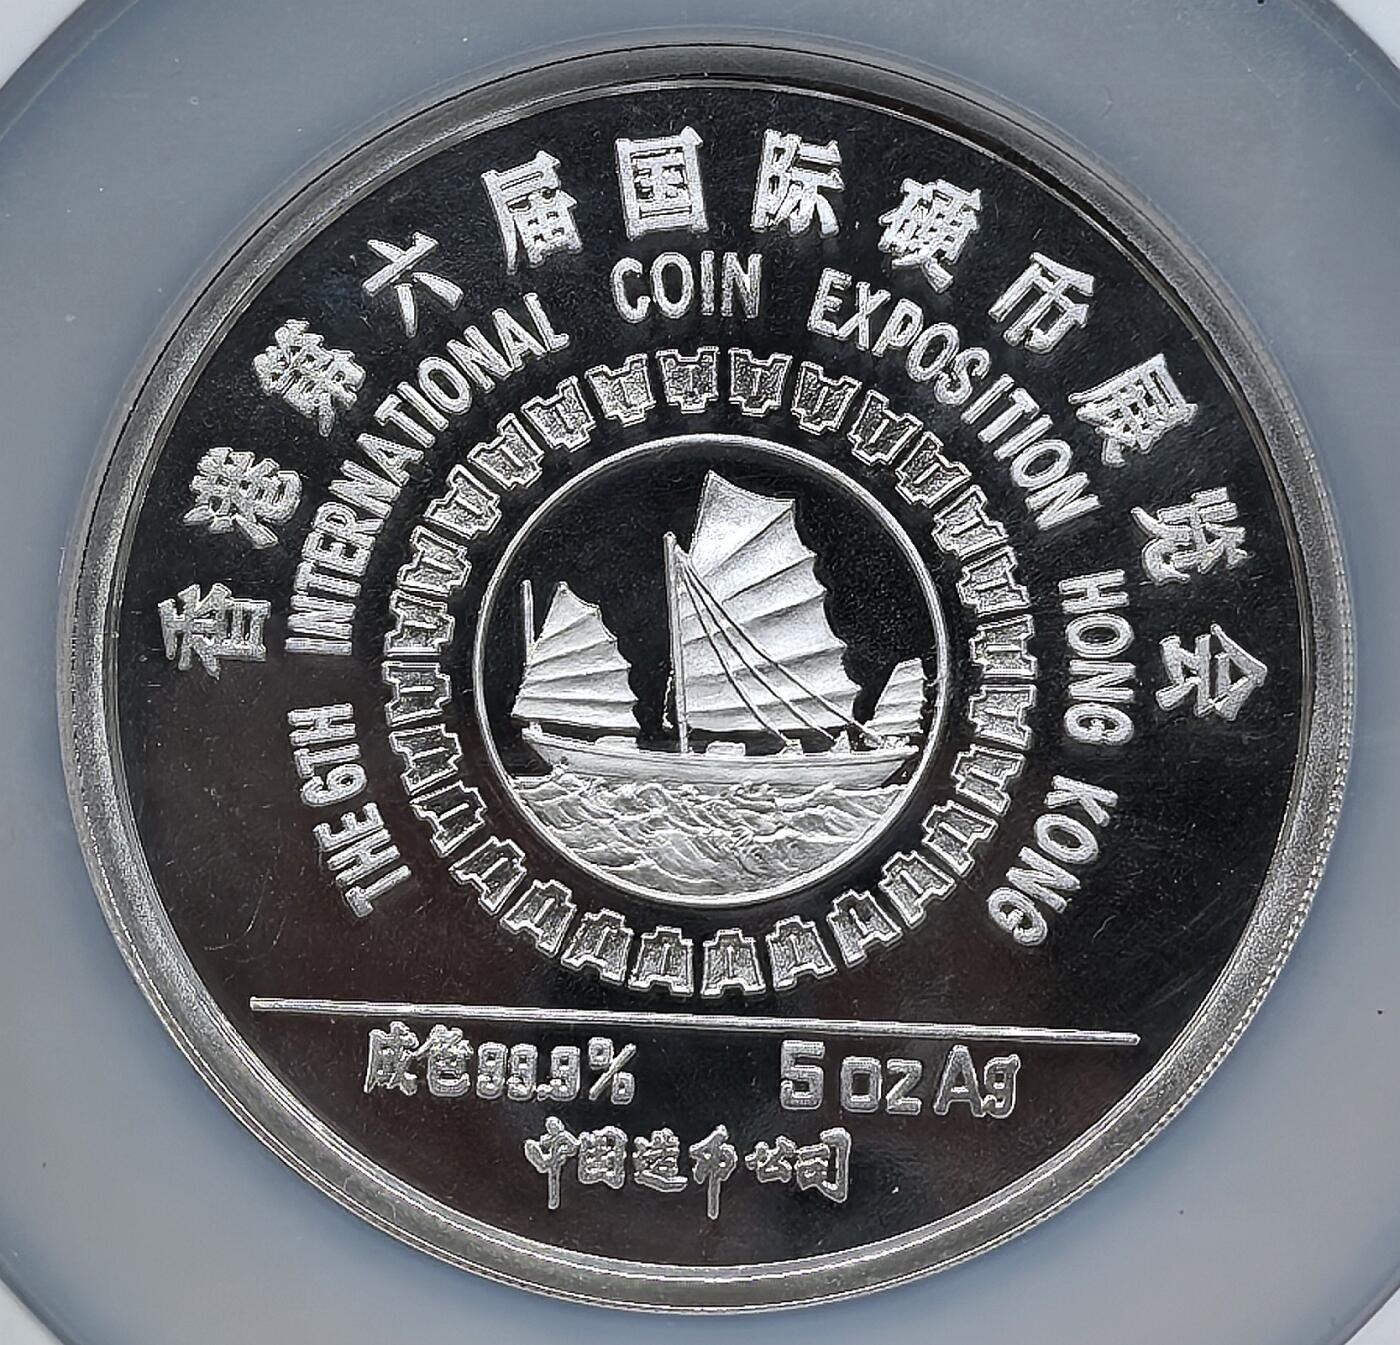 香港第六届国际硬币展览会
THE 6TH INTERNATIONAL COIN EXPOSITION HONG KONG
成色99.9% 5 oz Ag
中国造币公司